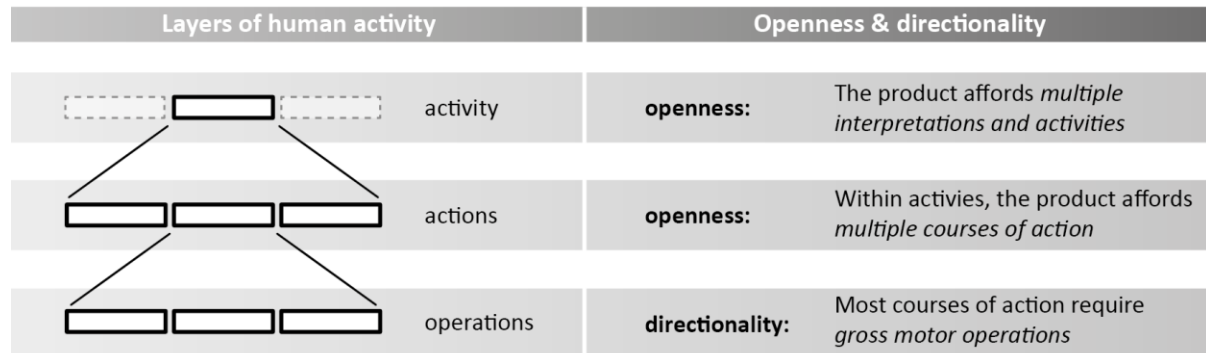 Layers of human activity
Openness & directionality
activity
openness:
The product affords multiple
interpretations and activities
actions
openness:
Within activies, the product affords
multiple courses of action
operations
directionality:
Most courses of action require
gross motor operations